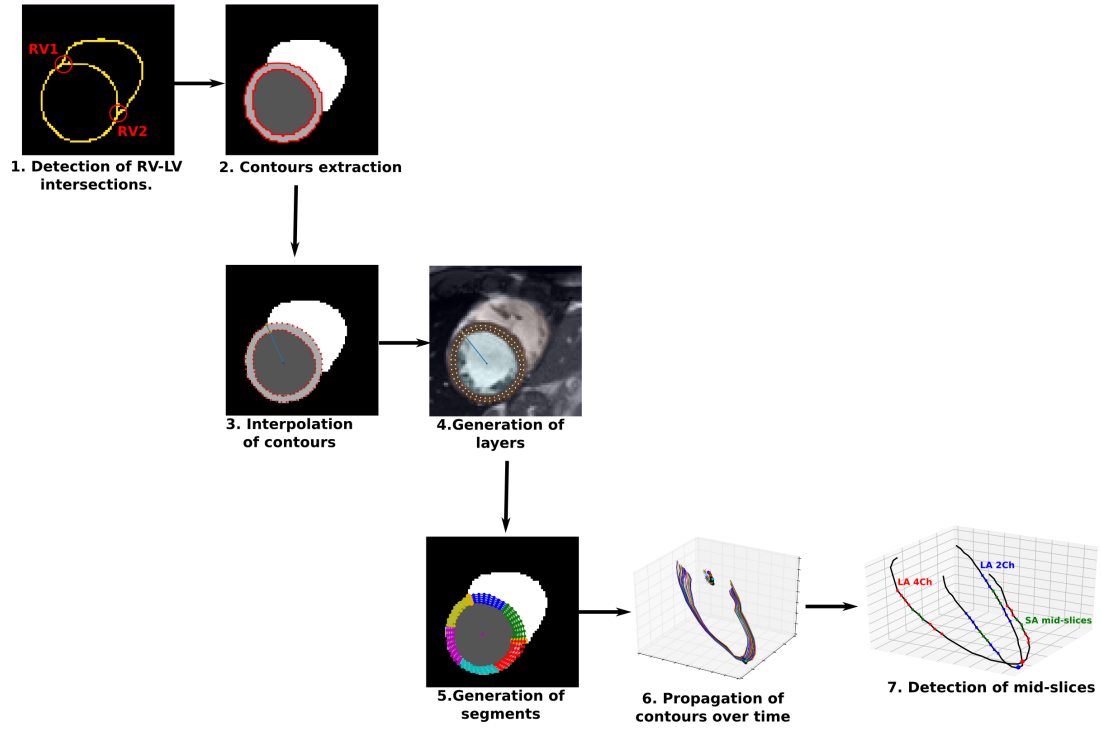 RV1
RV2
1. Detection of RV-LV
intersections.
2. Contours extraction
3. Interpolation
of contours
4.Generation of
layers
5.Generation of
segments
6. Propagation of
contours over time
LA 4Ch
LA 2Ch
SA mid-slices
7. Detection of mid-slices